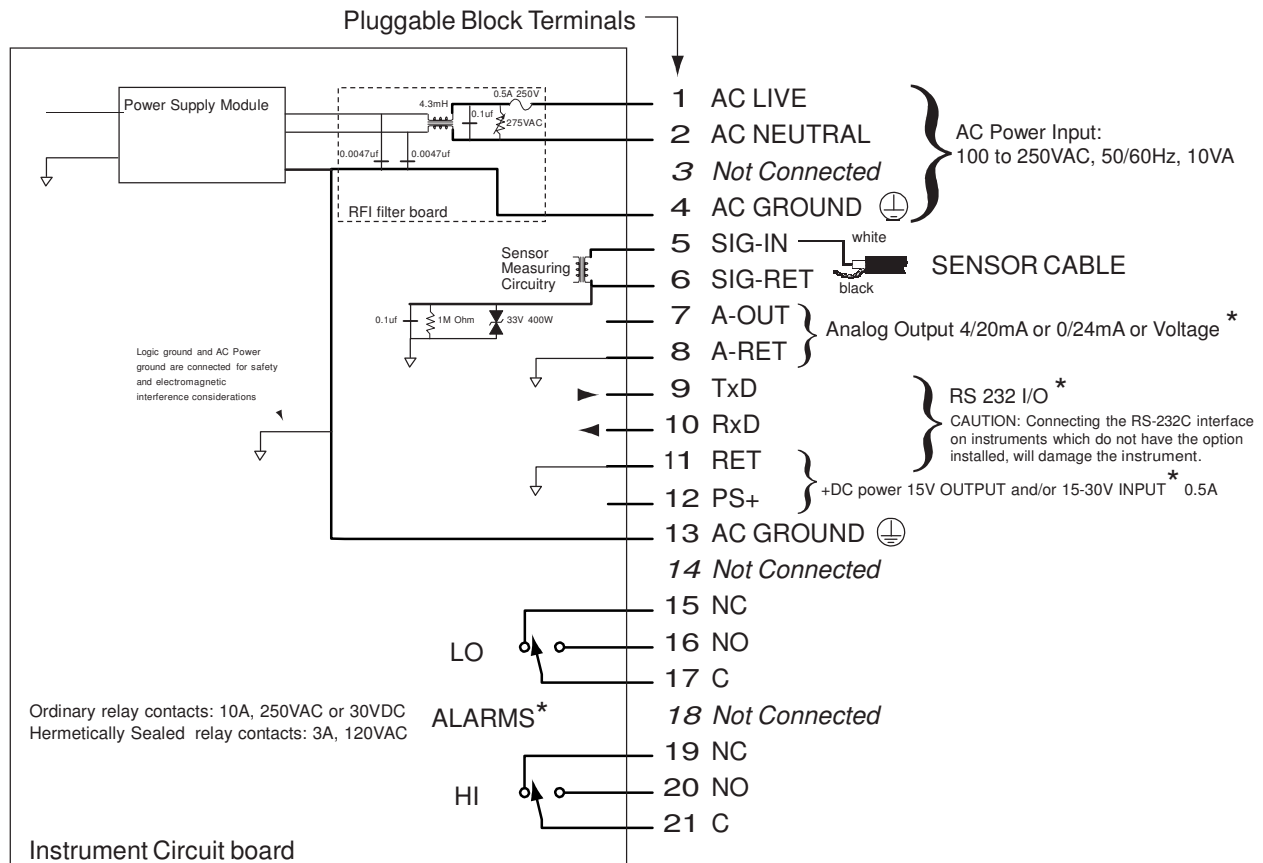 Pluggable Block Terminals
Power Supply Module
0.5A 250V
4.3mH
0.1uf
275VAC
0.0047uf
0.0047uf
RFI filter board
1 AC LIVE
2 AC NEUTRAL
3 Not Connected
4 AC GROUND
AC Power Input:
100 to 250VAC, 50/60Hz, 10VA
5 SIG-IN
white
6 SIG-RET
black
SENSOR CABLE
Sensor
Measuring
Circuitry
0.1uf
1M Ohm
33V 400W
7 A-OUT
8 A-RET
Analog Output 4/20mA or 0/24mA or Voltage *
Logic ground and AC Power
ground are connected for safety
and electromagnetic
interference considerations
9 TxD
10 RxD
RS 232 I/O *
CAUTION: Connecting the RS-232C interface
on instruments which do not have the option
installed, will damage the instrument.
11 RET
12 PS+
+DC power 15V OUTPUT and/or 15-30V INPUT * 0.5A
13 AC GROUND
14 Not Connected
15 NC
16 NO
17 C
LO
18 Not Connected
Ordinary relay contacts: 10A, 250VAC or 30VDC
Hermetically Sealed relay contacts: 3A, 120VAC
ALARMS*
19 NC
20 NO
21 C
HI
Instrument Circuit board